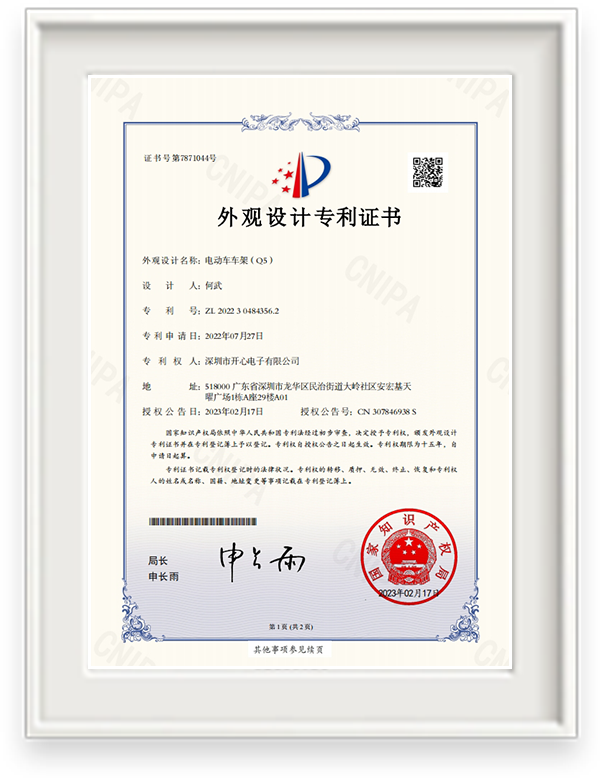 证书号第7871044号
外观设计专利证书
外观设计名称：电动车车架（Q5）
设计人：何武
专利号：ZL 2022 3 0484356.2
专利申请日：2022年07月27日
专利权人：深圳市开心电子有限公司
地址：518000 广东省深圳市龙华区民治街道大岭社区安宏基天
曜广场1栋A座29楼A01
授权公告日：2023年02月17日 授权公告号：CN 307846938 S
国家知识产权局依照中华人民共和国专利法经过初步审查，决定授予专利权，颁发外观设计
专利证书并在专利登记簿上予以登记。专利权自授权公告之日起生效。专利权期限为十五年，自
申请日起算。
专利证书记载专利权登记时的法律状况。专利权的转移、质押、无效、终止、恢复和专利权
人的姓名或名称、国籍、地址变更等事项记载在专利登记簿上。
局长
申长雨
申长雨
国家知识产权局
2023年02月17日
第1页 (共2页)
其他事项参见续页
CNIPA
CNIPA
CNIPA
CNIPA
CNIPA
CNIPA